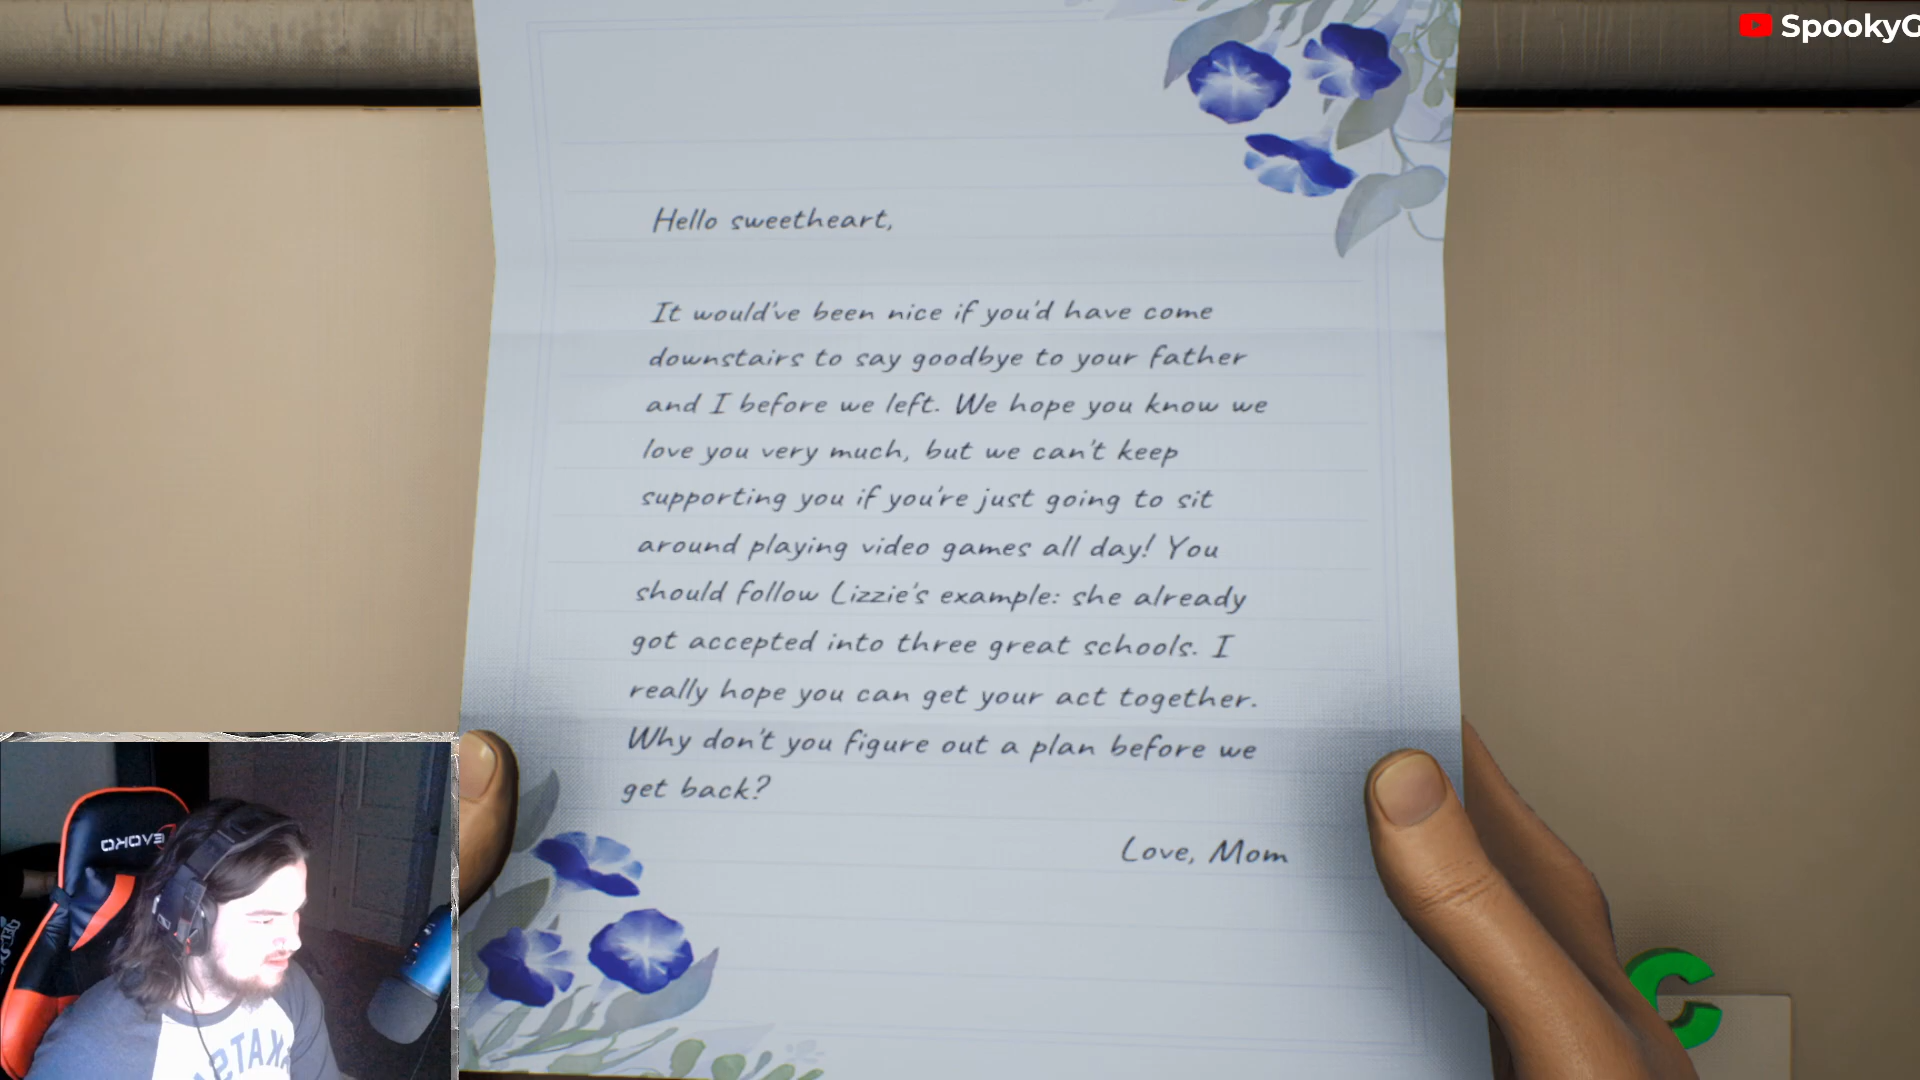 SpookyG
Hello sweetheart,
It would've been nice if you'd have come
downstairs to say goodbye to your father
and I before we left. We hope you know we
love you very much, but we can't keep
supporting you if you're just going to sit
around playing video games all day! You
should follow Lizzie's example: she already
got accepted into three great schools. I
really hope you can get your act together.
Why don't you figure out a plan before we
get back?
Love, Mom
EVOKO
C